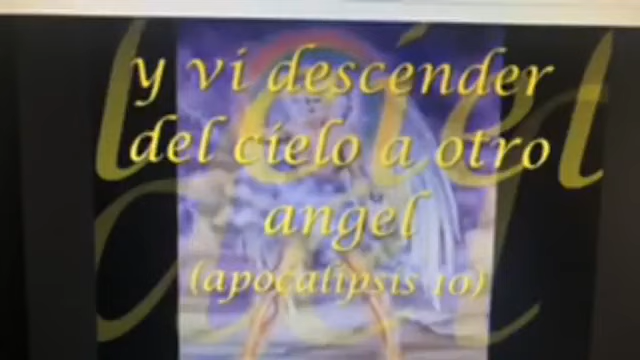 y vi descender
del cielo a otro
angel
(apocalipsis 10)